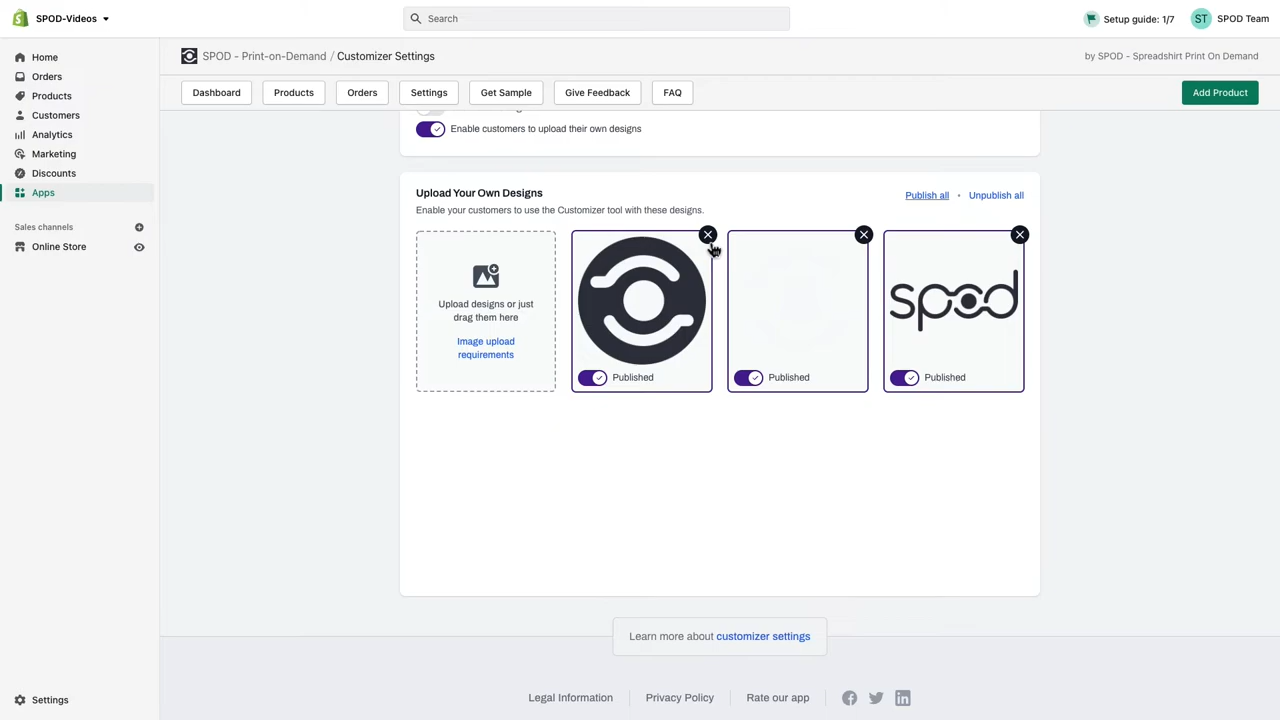 SPOD-Videos
Search
Setup guide: 1/7
ST
SPOD Team
Home
Orders
Products
Customers
Analytics
Marketing
Discounts
Apps
Sales channels
Online Store
Settings
SPOD - Print-on-Demand / Customizer Settings
by SPOD - Spreadshirt Print On Demand
Dashboard
Products
Orders
Settings
Get Sample
Give Feedback
FAQ
Add Product
Enable customers to upload their own designs
Upload Your Own Designs
Publish all • Unpublish all
Enable your customers to use the Customizer tool with these designs.
Upload designs or just
drag them here
Image upload
requirements
Published
Published
spod
Published
Learn more about customizer settings
Legal Information
Privacy Policy
Rate our app